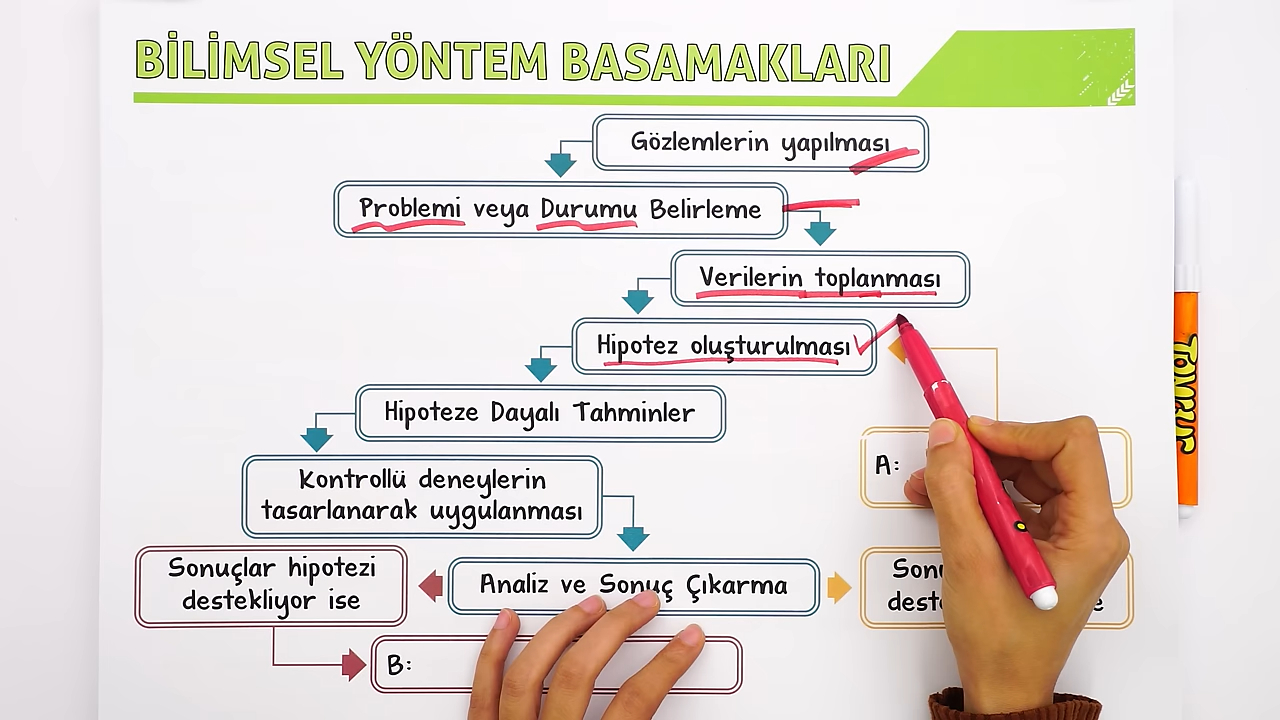 BİLİMSEL YÖNTEM BASAMAKLARI
Gözlemlerin yapılması
Problemi veya Durumu Belirleme
Verilerin toplanması
Hipotez oluşturulması
Hipoteze Dayalı Tahminler
A:
Kontrollü deneylerin
tasarlanarak uygulanması
Sonuçlar hipotezi
destekliyor ise
Analiz ve Sonuç Çıkarma
B: